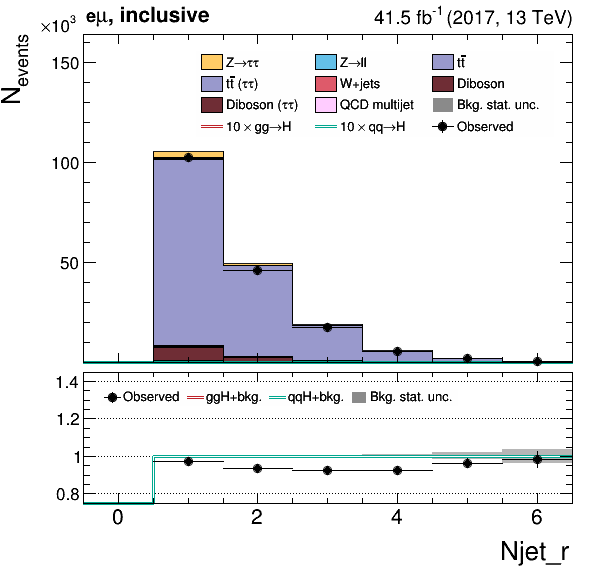 ×10³ eμ, inclusive 41.5 fb⁻¹ (2017, 13 TeV)
N_events
150
100
50
Z→ττ Z→ll tt̄
tt̄ (ττ) W+jets Diboson
Diboson (ττ) QCD multijet Bkg. stat. unc.
10 × gg→H 10 × qq→H Observed
1.4
1.2
1
0.8
Observed ggH+bkg. qqH+bkg. Bkg. stat. unc.
0 2 4 6
Njet_r